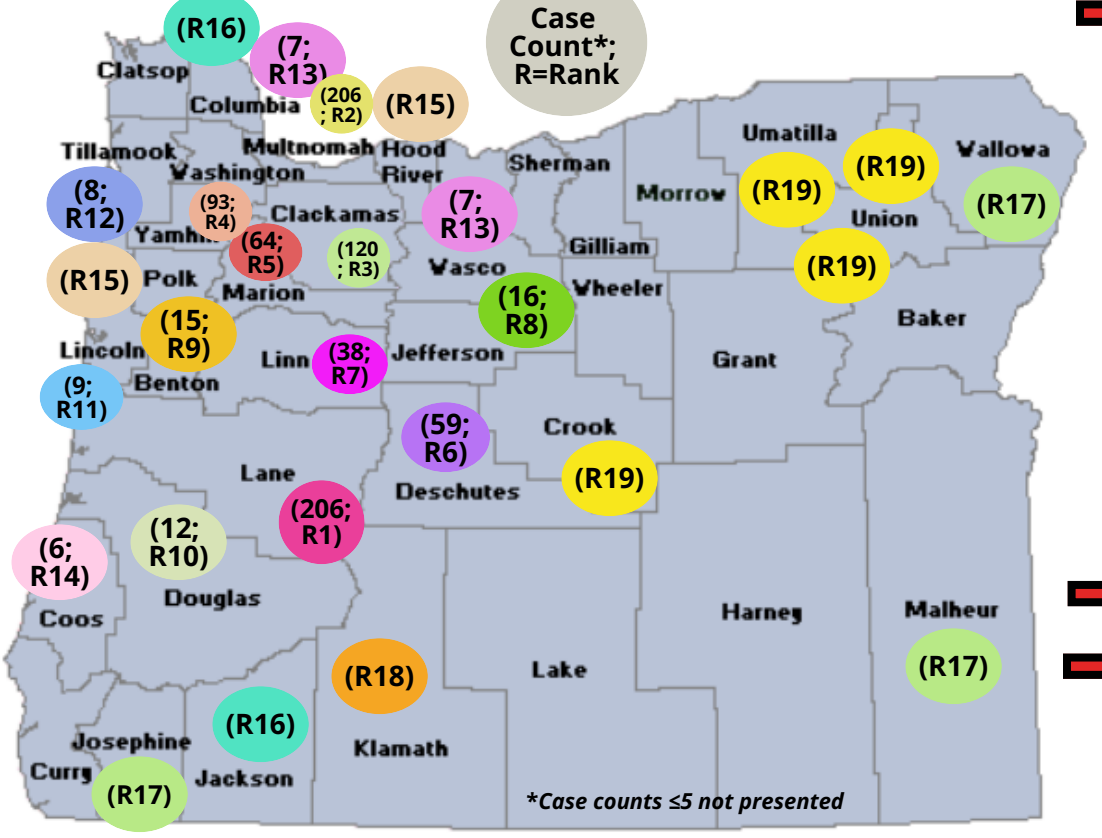 (R16)
Case
Count*;
R=Rank
(7;
R13)
Clatsop
Columbia
(206
; R2)
(R15)
Multnomah
Hood
River
Tillamook
Washington
Sherman
Umatilla
(R19)
Wallowa
(8;
R12)
(93;
R4)
Clackamas
(7;
R13)
Morrow
(R19)
Union
(R17)
Yamhill
(64;
R5)
(120
; R3)
Gilliam
(R19)
(R15)
Polk
Marion
Wasco
Wheeler
(16;
R8)
Baker
(15;
R9)
Lincoln
Linn
(38;
R7)
Jefferson
Grant
Benton
(9;
R11)
(59;
R6)
Crook
Lane
(R19)
Deschutes
(206;
R1)
(12;
R10)
(6;
R14)
Douglas
Coos
Harney
Malheur
(R17)
Lake
(R18)
(R16)
Josephine
Klamath
Curry
Jackson
(R17)
*Case counts ≤5 not presented